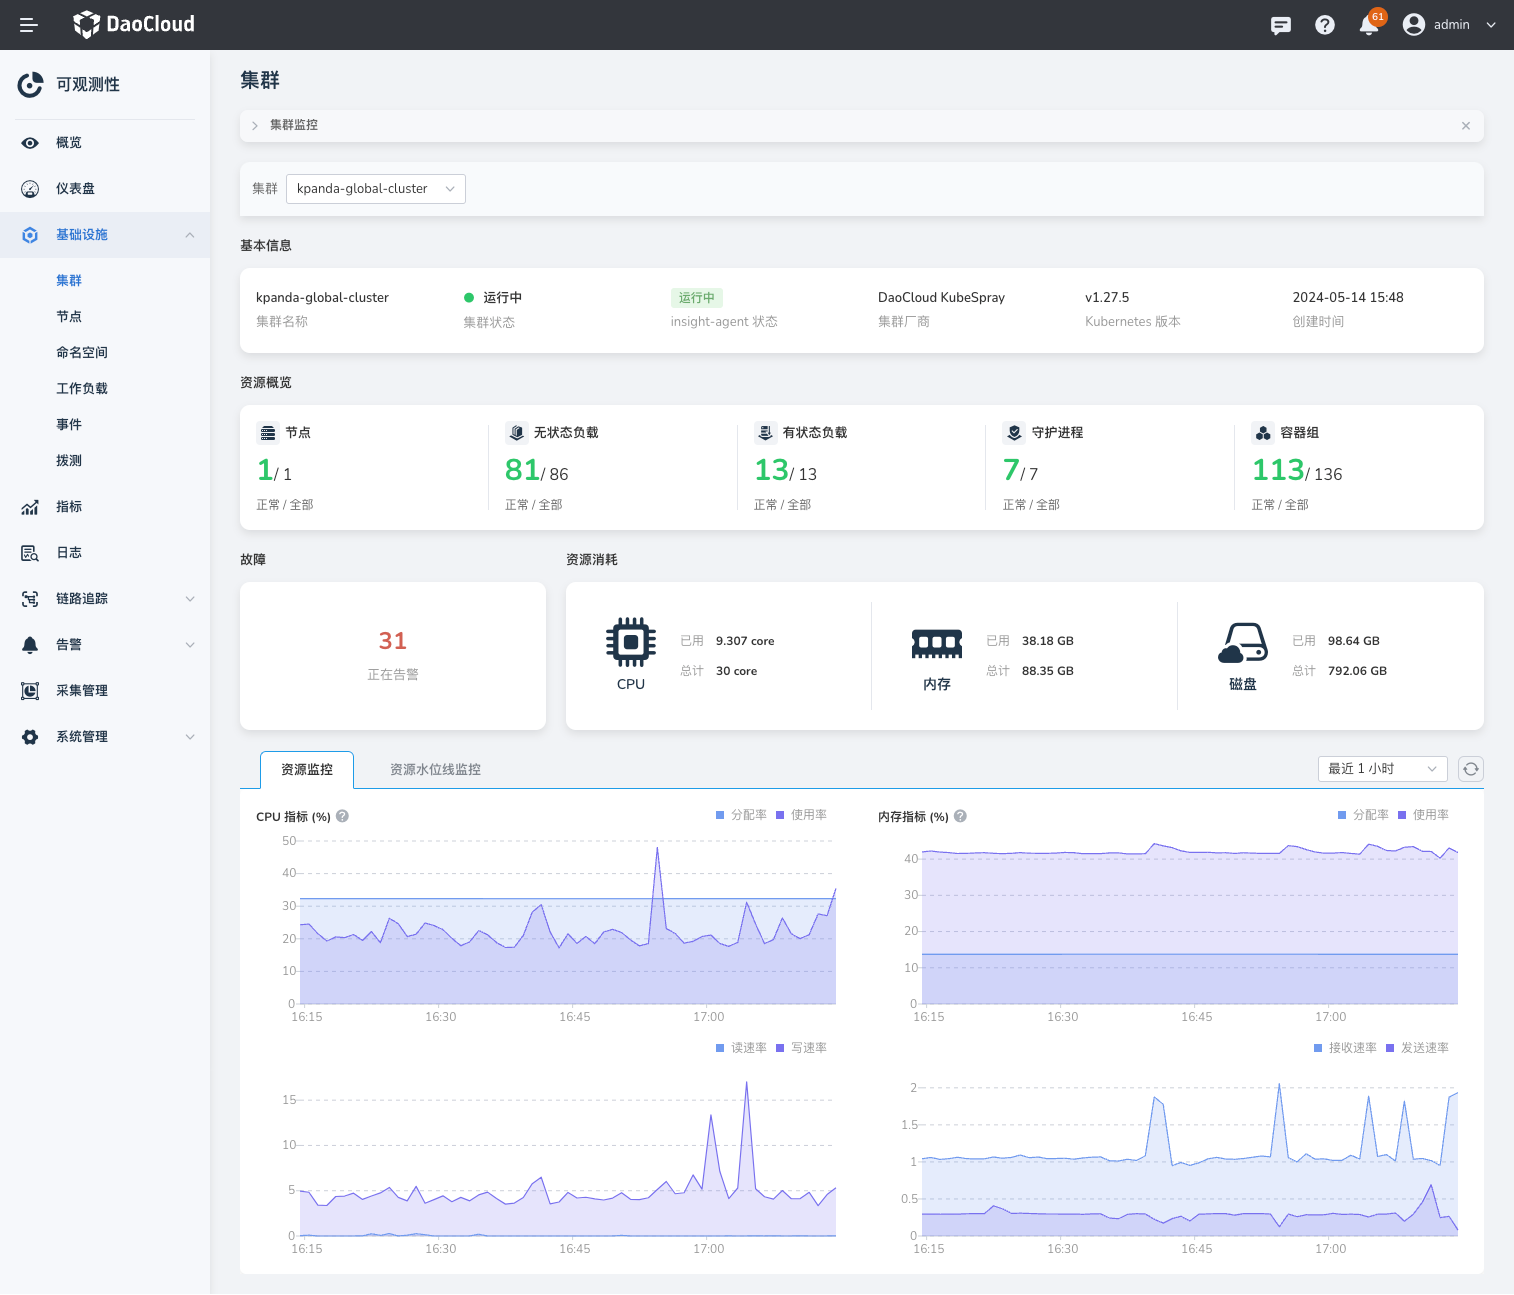 DaoCloud
61
admin
可观测性
概览
仪表盘
基础设施
集群
节点
命名空间
工作负载
事件
拨测
指标
日志
链路追踪
告警
采集管理
系统管理
集群
集群监控
集群 kpanda-global-cluster
基本信息
kpanda-global-cluster
集群名称
运行中
集群状态
运行中
insight-agent 状态
DaoCloud KubeSpray
集群厂商
v1.27.5
Kubernetes 版本
2024-05-14 15:48
创建时间
资源概览
节点
1 / 1
正常 / 全部
无状态负载
81 / 86
正常 / 全部
有状态负载
13 / 13
正常 / 全部
守护进程
7 / 7
正常 / 全部
容器组
113 / 136
正常 / 全部
故障
31
正在告警
资源消耗
CPU
已用 9.307 core
总计 30 core
内存
已用 38.18 GB
总计 88.35 GB
磁盘
已用 98.64 GB
总计 792.06 GB
资源监控
资源水位线监控
最近 1 小时
CPU 指标 (%)
分配率 使用率
50
40
30
20
10
0
16:15 16:30 16:45 17:00
内存指标 (%)
分配率 使用率
40
30
20
10
0
16:15 16:30 16:45 17:00
读速率 写速率
15
10
5
0
16:15 16:30 16:45 17:00
接收速率 发送速率
2
1.5
1
0.5
0
16:15 16:30 16:45 17:00